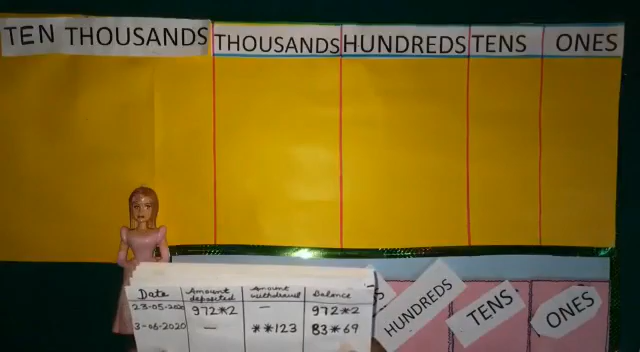 TEN THOUSANDS THOUSANDS HUNDREDS TENS ONES
HUNDREDS TENS ONES
Date Amount deposited Amount withdrawal Balance
23-05-2020 972*2 — 972*2
3-06-2020 — **123 83*69